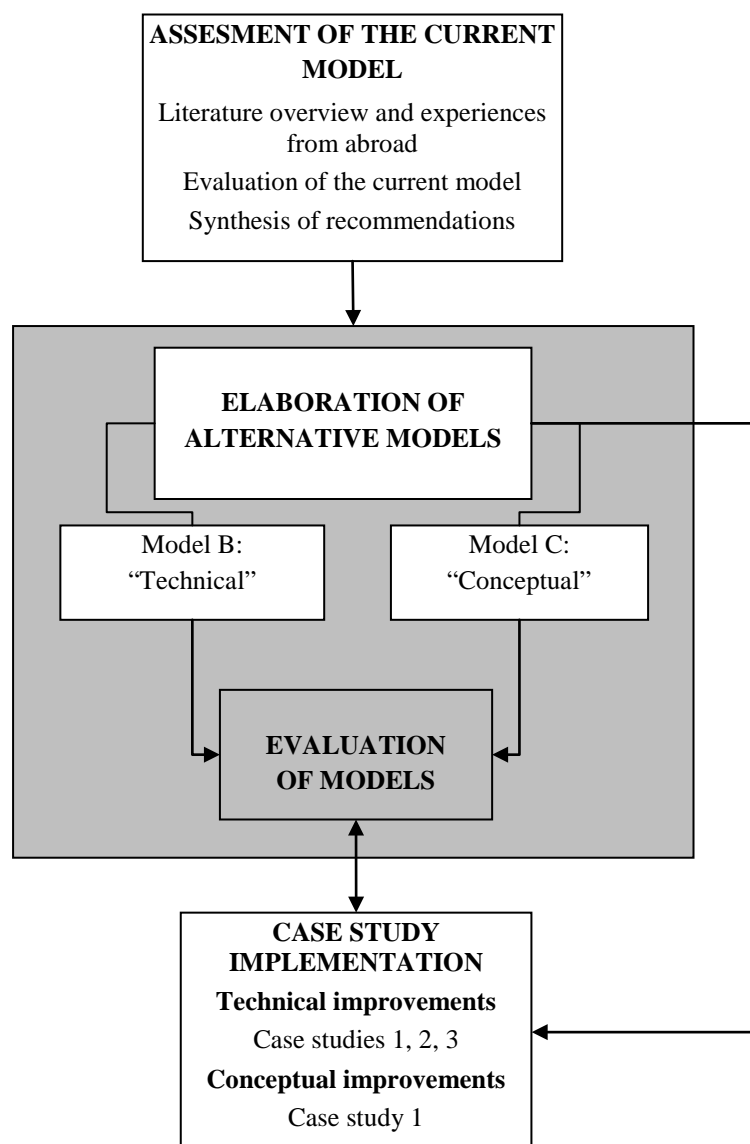 ASSESMENT OF THE CURRENT
MODEL
Literature overview and experiences
from abroad
Evaluation of the current model
Synthesis of recommendations
ELABORATION OF
ALTERNATIVE MODELS
Model B:
“Technical”
Model C:
“Conceptual”
EVALUATION
OF MODELS
CASE STUDY
IMPLEMENTATION
Technical improvements
Case studies 1, 2, 3
Conceptual improvements
Case study 1